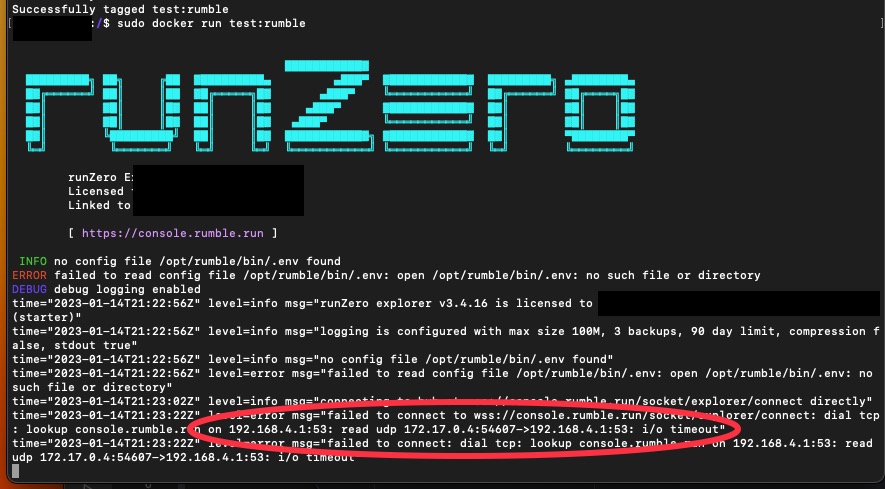 Successfully tagged test:rumble
[ :/$ sudo docker run test:rumble ]
runZero
runZero E
Licensed
Linked to
[ https://console.rumble.run ]
INFO no config file /opt/rumble/bin/.env found
ERROR failed to read config file /opt/rumble/bin/.env: open /opt/rumble/bin/.env: no such file or directory
DEBUG debug logging enabled
time="2023-01-14T21:22:56Z" level=info msg="runZero explorer v3.4.16 is licensed to
(starter)"
time="2023-01-14T21:22:56Z" level=info msg="logging is configured with max size 100M, 3 backups, 90 day limit, compression f
alse, stdout true"
time="2023-01-14T21:22:56Z" level=info msg="no config file /opt/rumble/bin/.env found"
time="2023-01-14T21:22:56Z" level=error msg="failed to read config file /opt/rumble/bin/.env: open /opt/rumble/bin/.env: no
such file or directory"
time="2023-01-14T21:23:02Z" level=info msg="connecting to //console.rumble.run/socket/explorer/connect directly"
time="2023-01-14T21:23:22Z" level=error msg="failed to connect to wss://console.rumble.run/socket/explorer/connect: dial tcp
: lookup console.rumble.run on 192.168.4.1:53: read udp 172.17.0.4:54607->192.168.4.1:53: i/o timeout"
time="2023-01-14T21:23:22Z" level=error msg="failed to connect: dial tcp: lookup console.rumble.run on 192.168.4.1:53: read
udp 172.17.0.4:54607->192.168.4.1:53: i/o timeout"